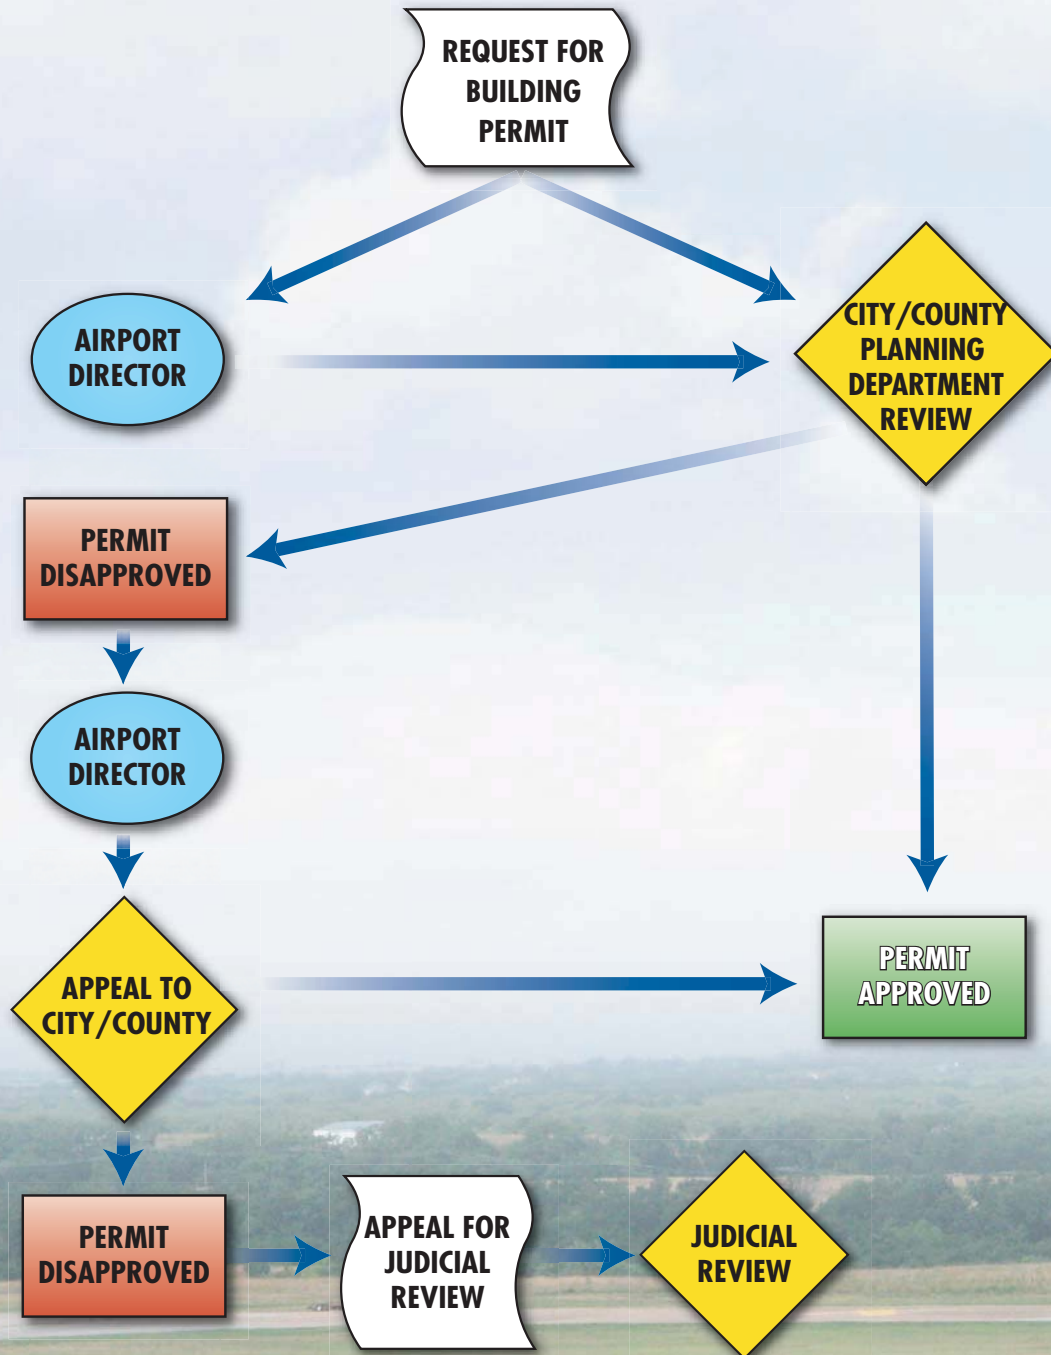 REQUEST FOR
BUILDING
PERMIT
AIRPORT
DIRECTOR
CITY/COUNTY
PLANNING
DEPARTMENT
REVIEW
PERMIT
DISAPPROVED
AIRPORT
DIRECTOR
APPEAL TO
CITY/COUNTY
PERMIT
APPROVED
PERMIT
DISAPPROVED
APPEAL FOR
JUDICIAL
REVIEW
JUDICIAL
REVIEW